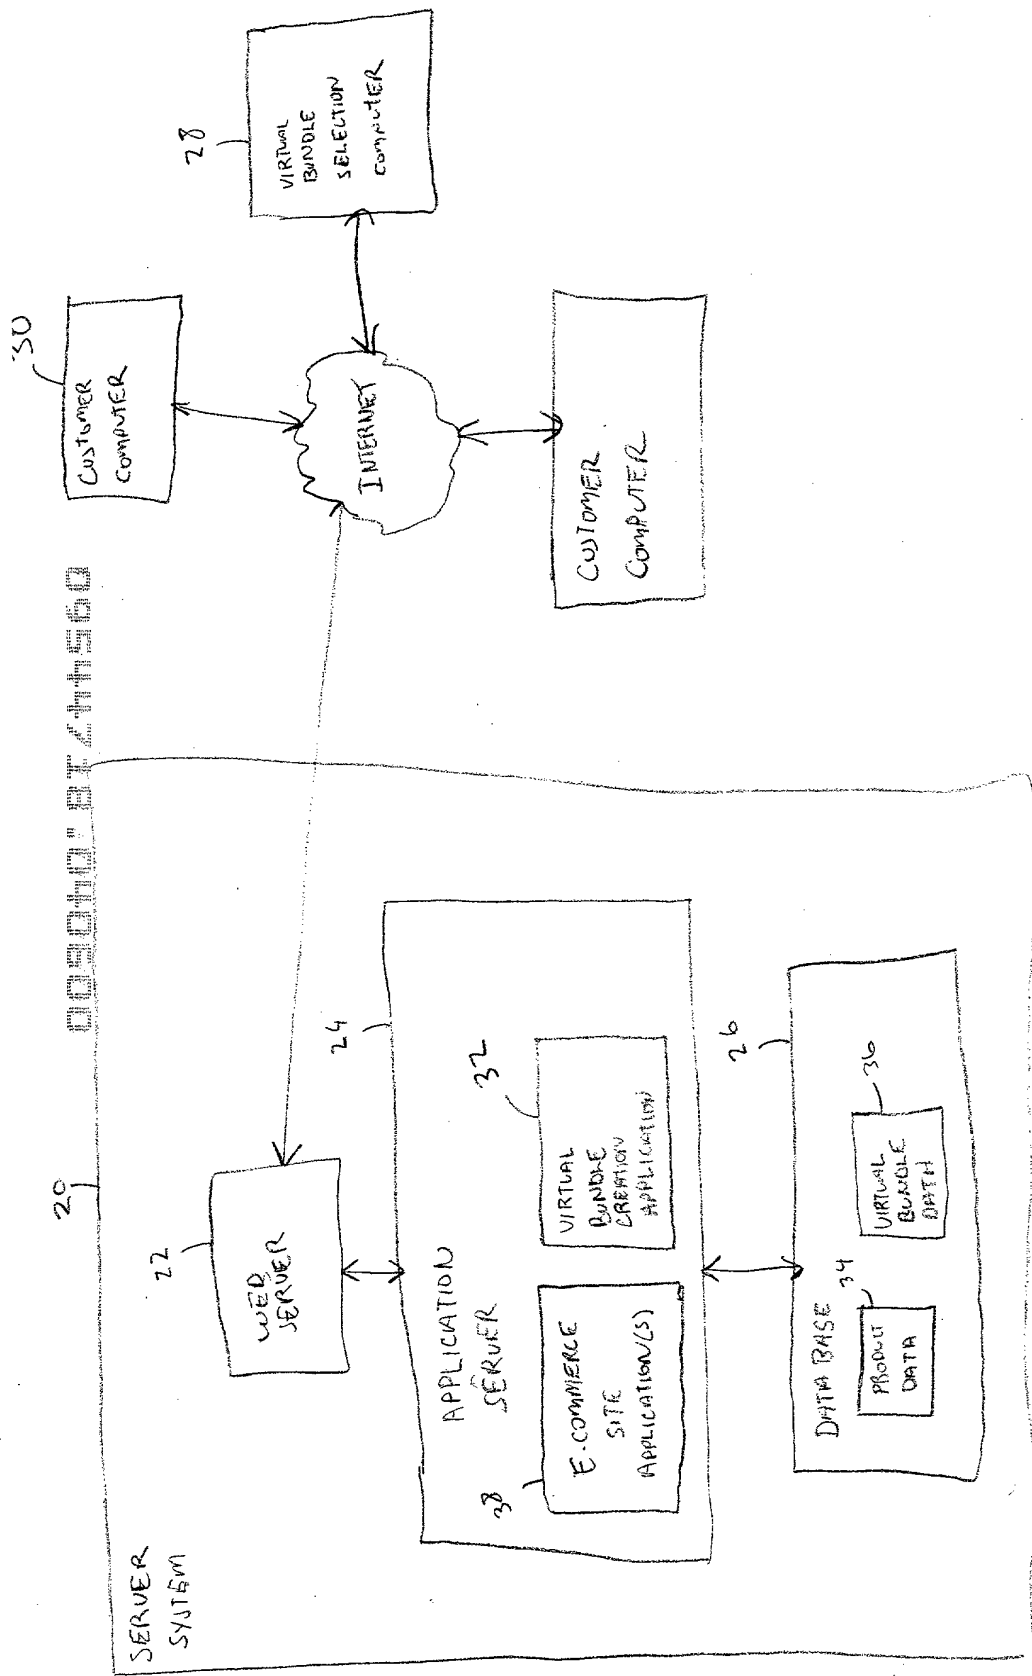 SERVER
SYSTEM
20
09544718.040600
22
WEB
SERVER
24
APPLICATION
SERVER
38
E-COMMERCE
SITE
APPLICATION(S)
32
VIRTUAL
BUNDLE
CREATION
APPLICATION
26
DATA BASE
34
PRODUCT
DATA
36
VIRTUAL
BUNDLE
DATA
30
CUSTOMER
COMPUTER
INTERNET
28
VIRTUAL
BUNDLE
SELECTION
COMPUTER
CUSTOMER
COMPUTER